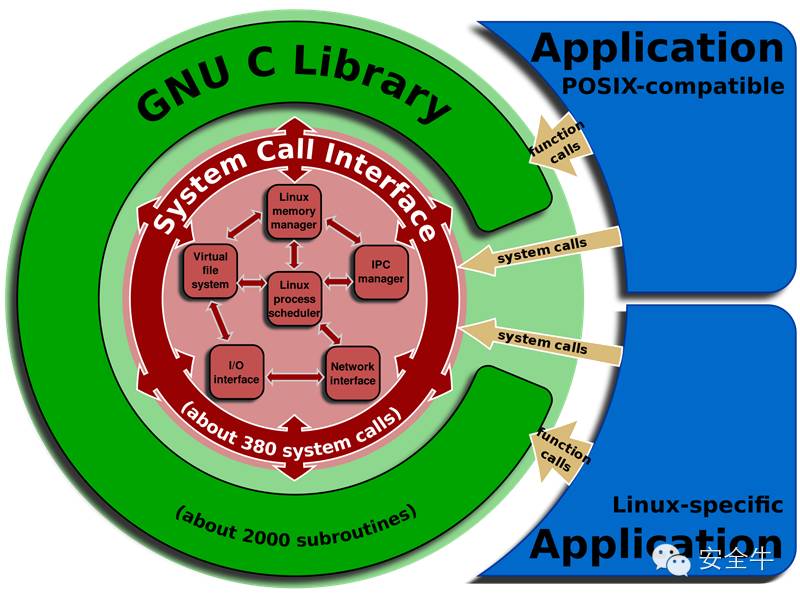 GNU C Library
System Call Interface
Linux
memory
manager
Virtual
file
system
IPC
manager
Linux
process
scheduler
I/O
interface
Network
interface
(about 380 system calls)
(about 2000 subroutines)
Application
POSIX-compatible
function
calls
system calls
system calls
function
calls
Linux-specific
Application
安全牛